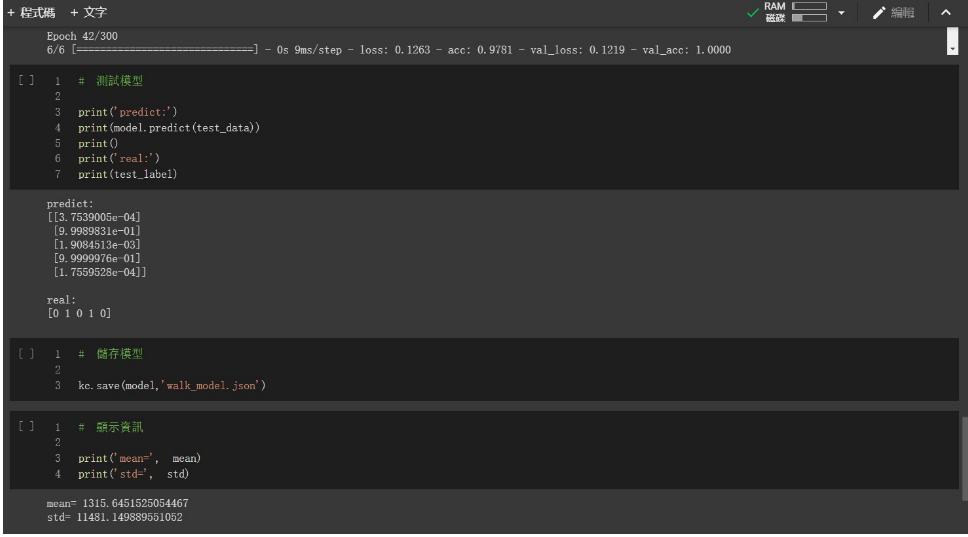 + 程式碼 + 文字
RAM
磁碟
編輯
Epoch 42/300
6/6 [==============================] - 0s 9ms/step - loss: 0.1263 - acc: 0.9781 - val_loss: 0.1219 - val_acc: 1.0000
[ ] 1 # 測試模型
2
3 print('predict:')
4 print(model.predict(test_data))
5 print()
6 print('real:')
7 print(test_label)
predict:
[[3.7539005e-04]
[9.9989831e-01]
[1.9084513e-03]
[9.9999976e-01]
[1.7559528e-04]]
real:
[0 1 0 1 0]
[ ] 1 # 儲存模型
2
3 kc.save(model,'walk_model.json')
[ ] 1 # 顯示資訊
2
3 print('mean=', mean)
4 print('std=', std)
mean= 1315.6451525054467
std= 11481.149889551052